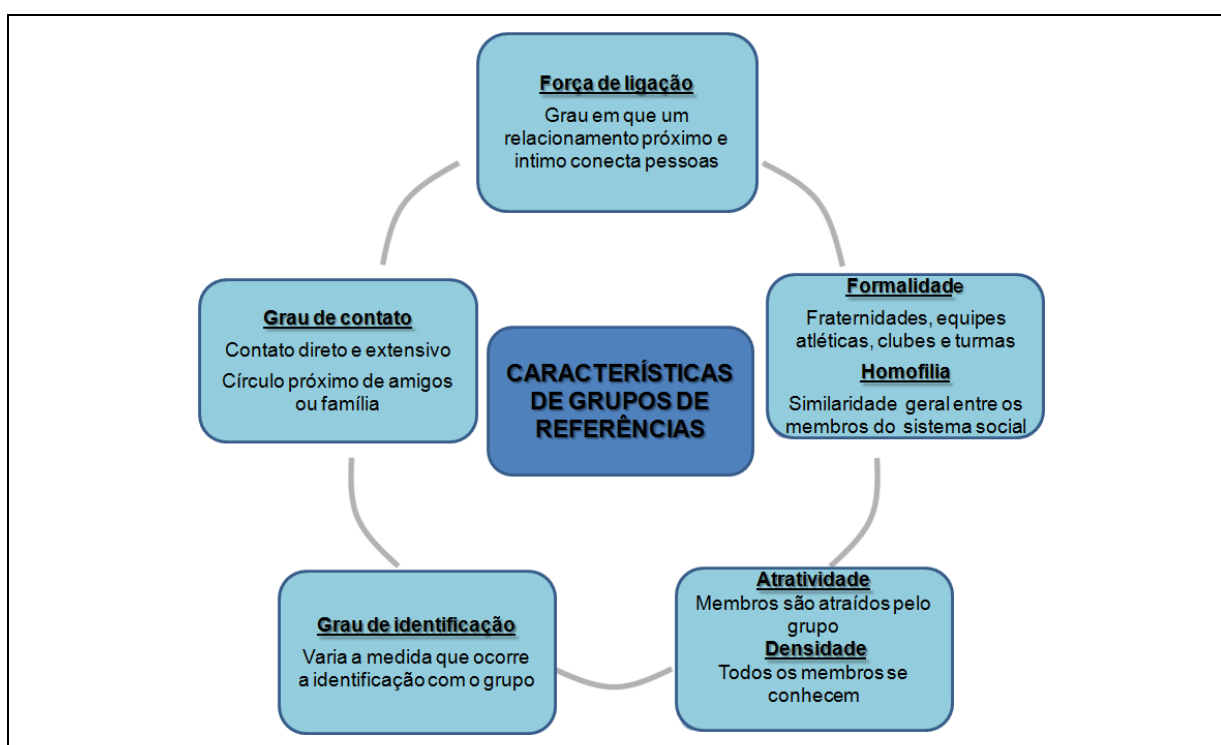 Força de ligação
Grau em que um
relacionamento próximo e
intimo conecta pessoas
Formalidade
Fraternidades, equipes
atléticas, clubes e turmas
Homofilia
Similaridade geral entre os
membros do sistema social
Grau de contato
Contato direto e extensivo
Círculo próximo de amigos
ou família
CARACTERÍSTICAS
DE GRUPOS DE
REFERÊNCIAS
Atratividade
Membros são atraídos pelo
grupo
Densidade
Todos os membros se
conhecem
Grau de identificação
Varia a medida que ocorre
a identificação com o grupo